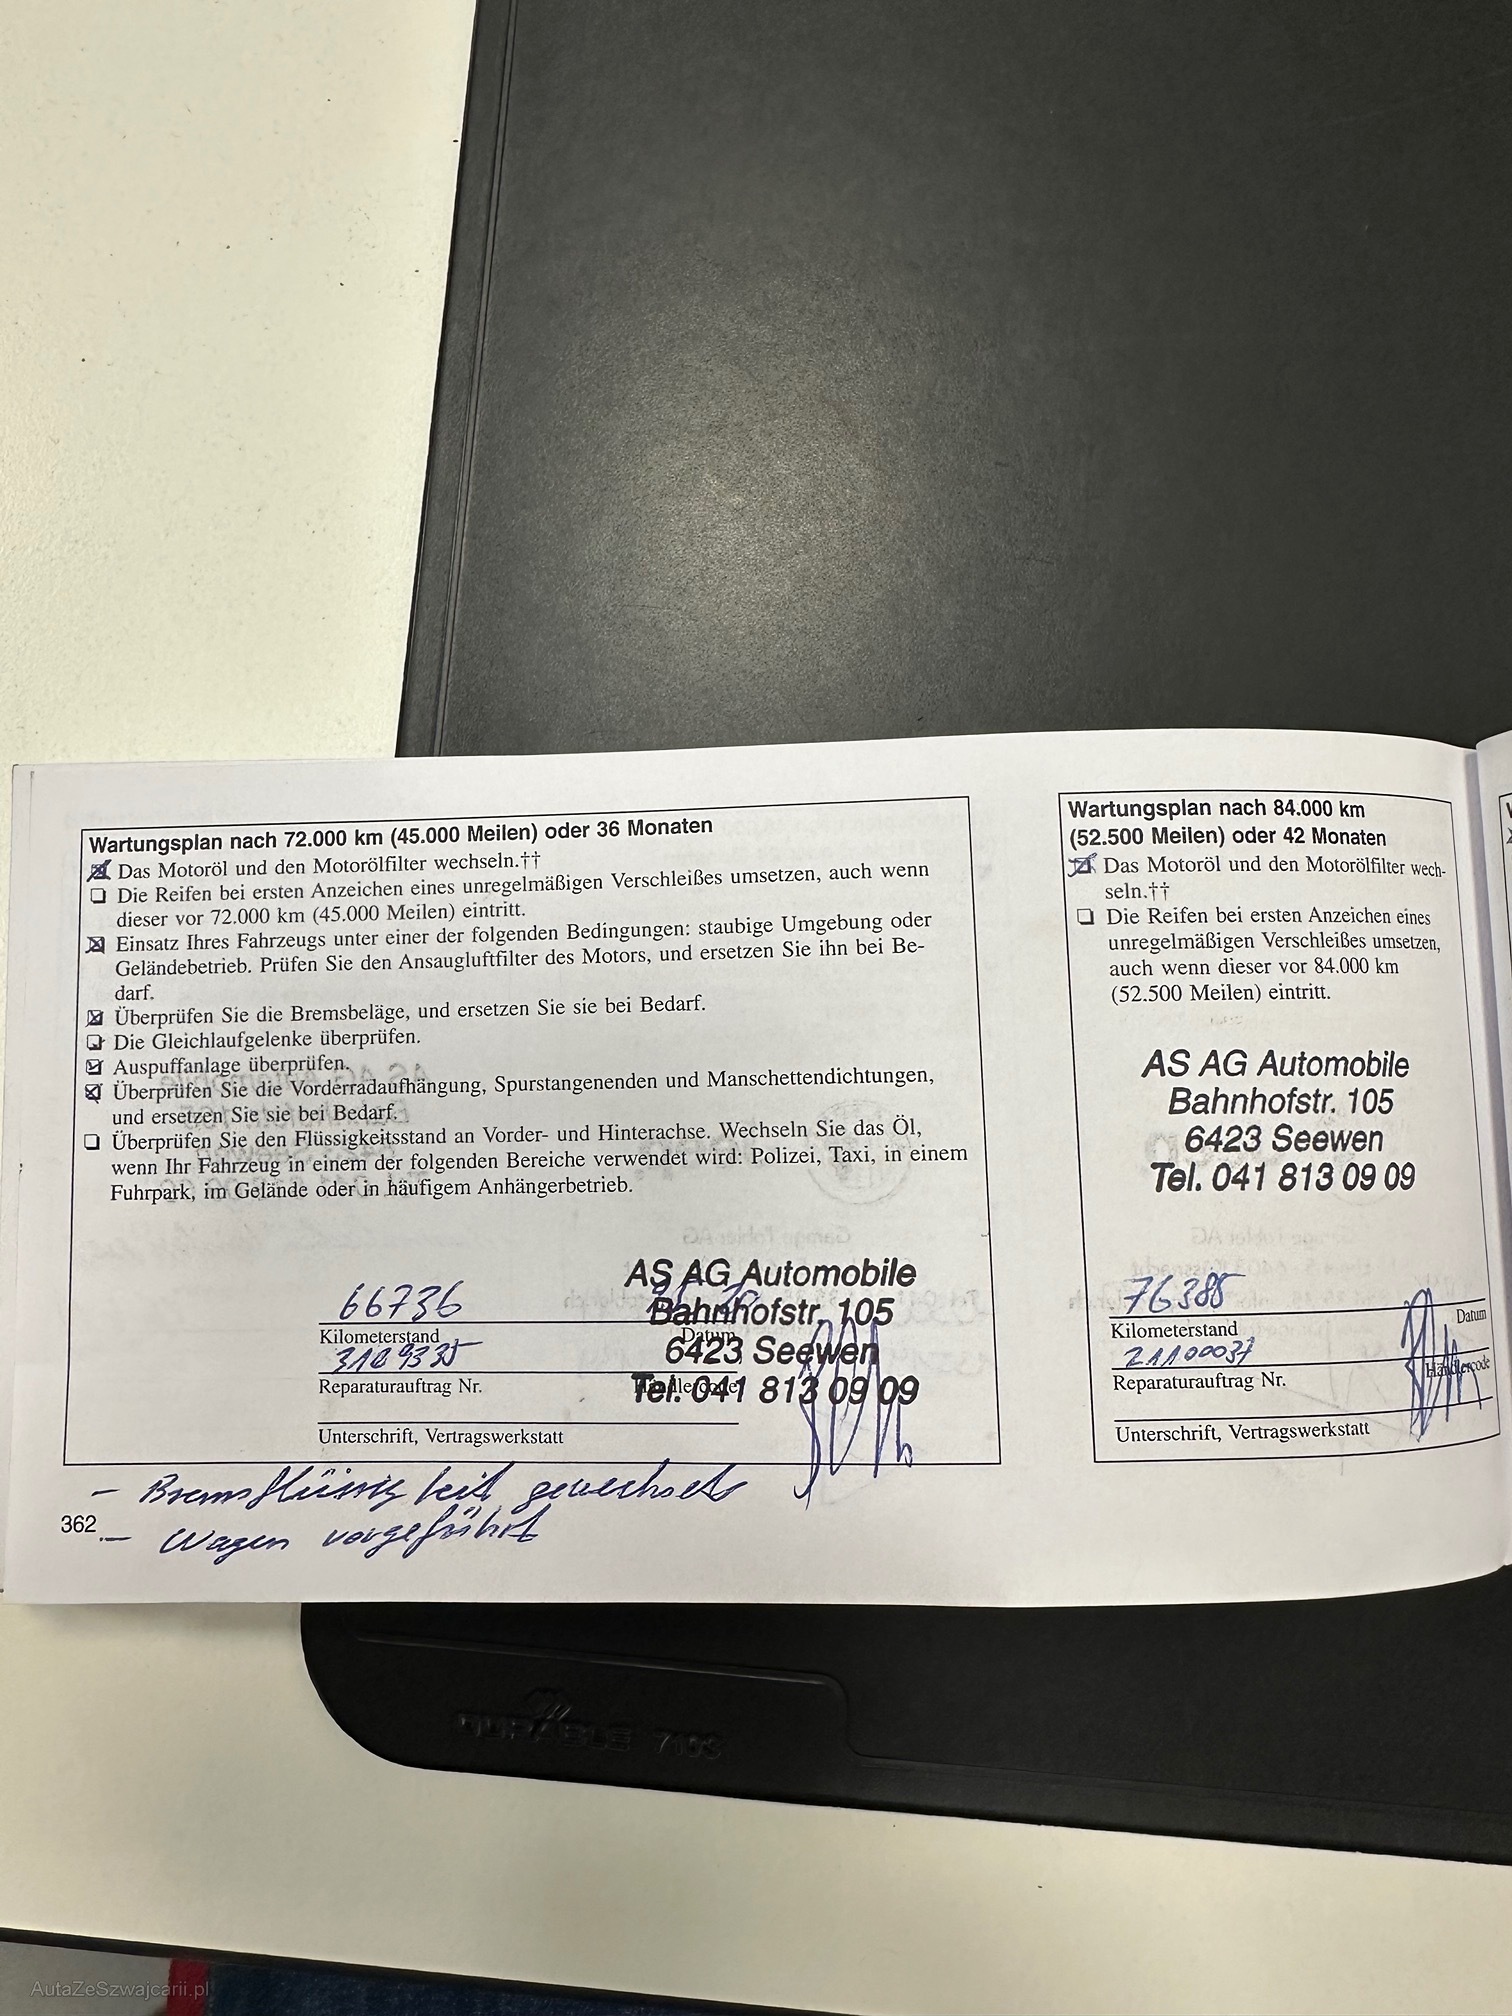 Wartungsplan nach 72.000 km (45.000 Meilen) oder 36 Monaten
Das Motoröl und den Motorölfilter wechseln.††
Die Reifen bei ersten Anzeichen eines unregelmäßigen Verschleißes umsetzen, auch wenn
dieser vor 72.000 km (45.000 Meilen) eintritt.
Einsatz Ihres Fahrzeugs unter einer der folgenden Bedingungen: staubige Umgebung oder
Geländebetrieb. Prüfen Sie den Ansaugluftfilter des Motors, und ersetzen Sie ihn bei Be-
darf.
Überprüfen Sie die Bremsbeläge, und ersetzen Sie sie bei Bedarf.
Die Gleichlaufgelenke überprüfen.
Auspuffanlage überprüfen.
Überprüfen Sie die Vorderradaufhängung, Spurstangenenden und Manschettendichtungen,
und ersetzen Sie sie bei Bedarf.
Überprüfen Sie den Flüssigkeitsstand an Vorder- und Hinterachse. Wechseln Sie das Öl,
wenn Ihr Fahrzeug in einem der folgenden Bereiche verwendet wird: Polizei, Taxi, in einem
Fuhrpark, im Gelände oder in häufigem Anhängerbetrieb.
AS AG Automobile
Bahnhofstr. 105
6423 Seewen
Tel. 041 813 09 09
66736
Kilometerstand
Datum
Reparaturauftrag Nr.
Händlercode
Unterschrift, Vertragswerkstatt
- Bremsflüssigkeit gewechselt
- Wagen vorgeführt
362
Wartungsplan nach 84.000 km
(52.500 Meilen) oder 42 Monaten
Das Motoröl und den Motorölfilter wech-
seln.††
Die Reifen bei ersten Anzeichen eines
unregelmäßigen Verschleißes umsetzen,
auch wenn dieser vor 84.000 km
(52.500 Meilen) eintritt.
AS AG Automobile
Bahnhofstr. 105
6423 Seewen
Tel. 041 813 09 09
76385
Kilometerstand
Datum
21100037
Reparaturauftrag Nr.
Händlercode
Unterschrift, Vertragswerkstatt
DURABLE 7103
AutaZeSzwajcarii.pl